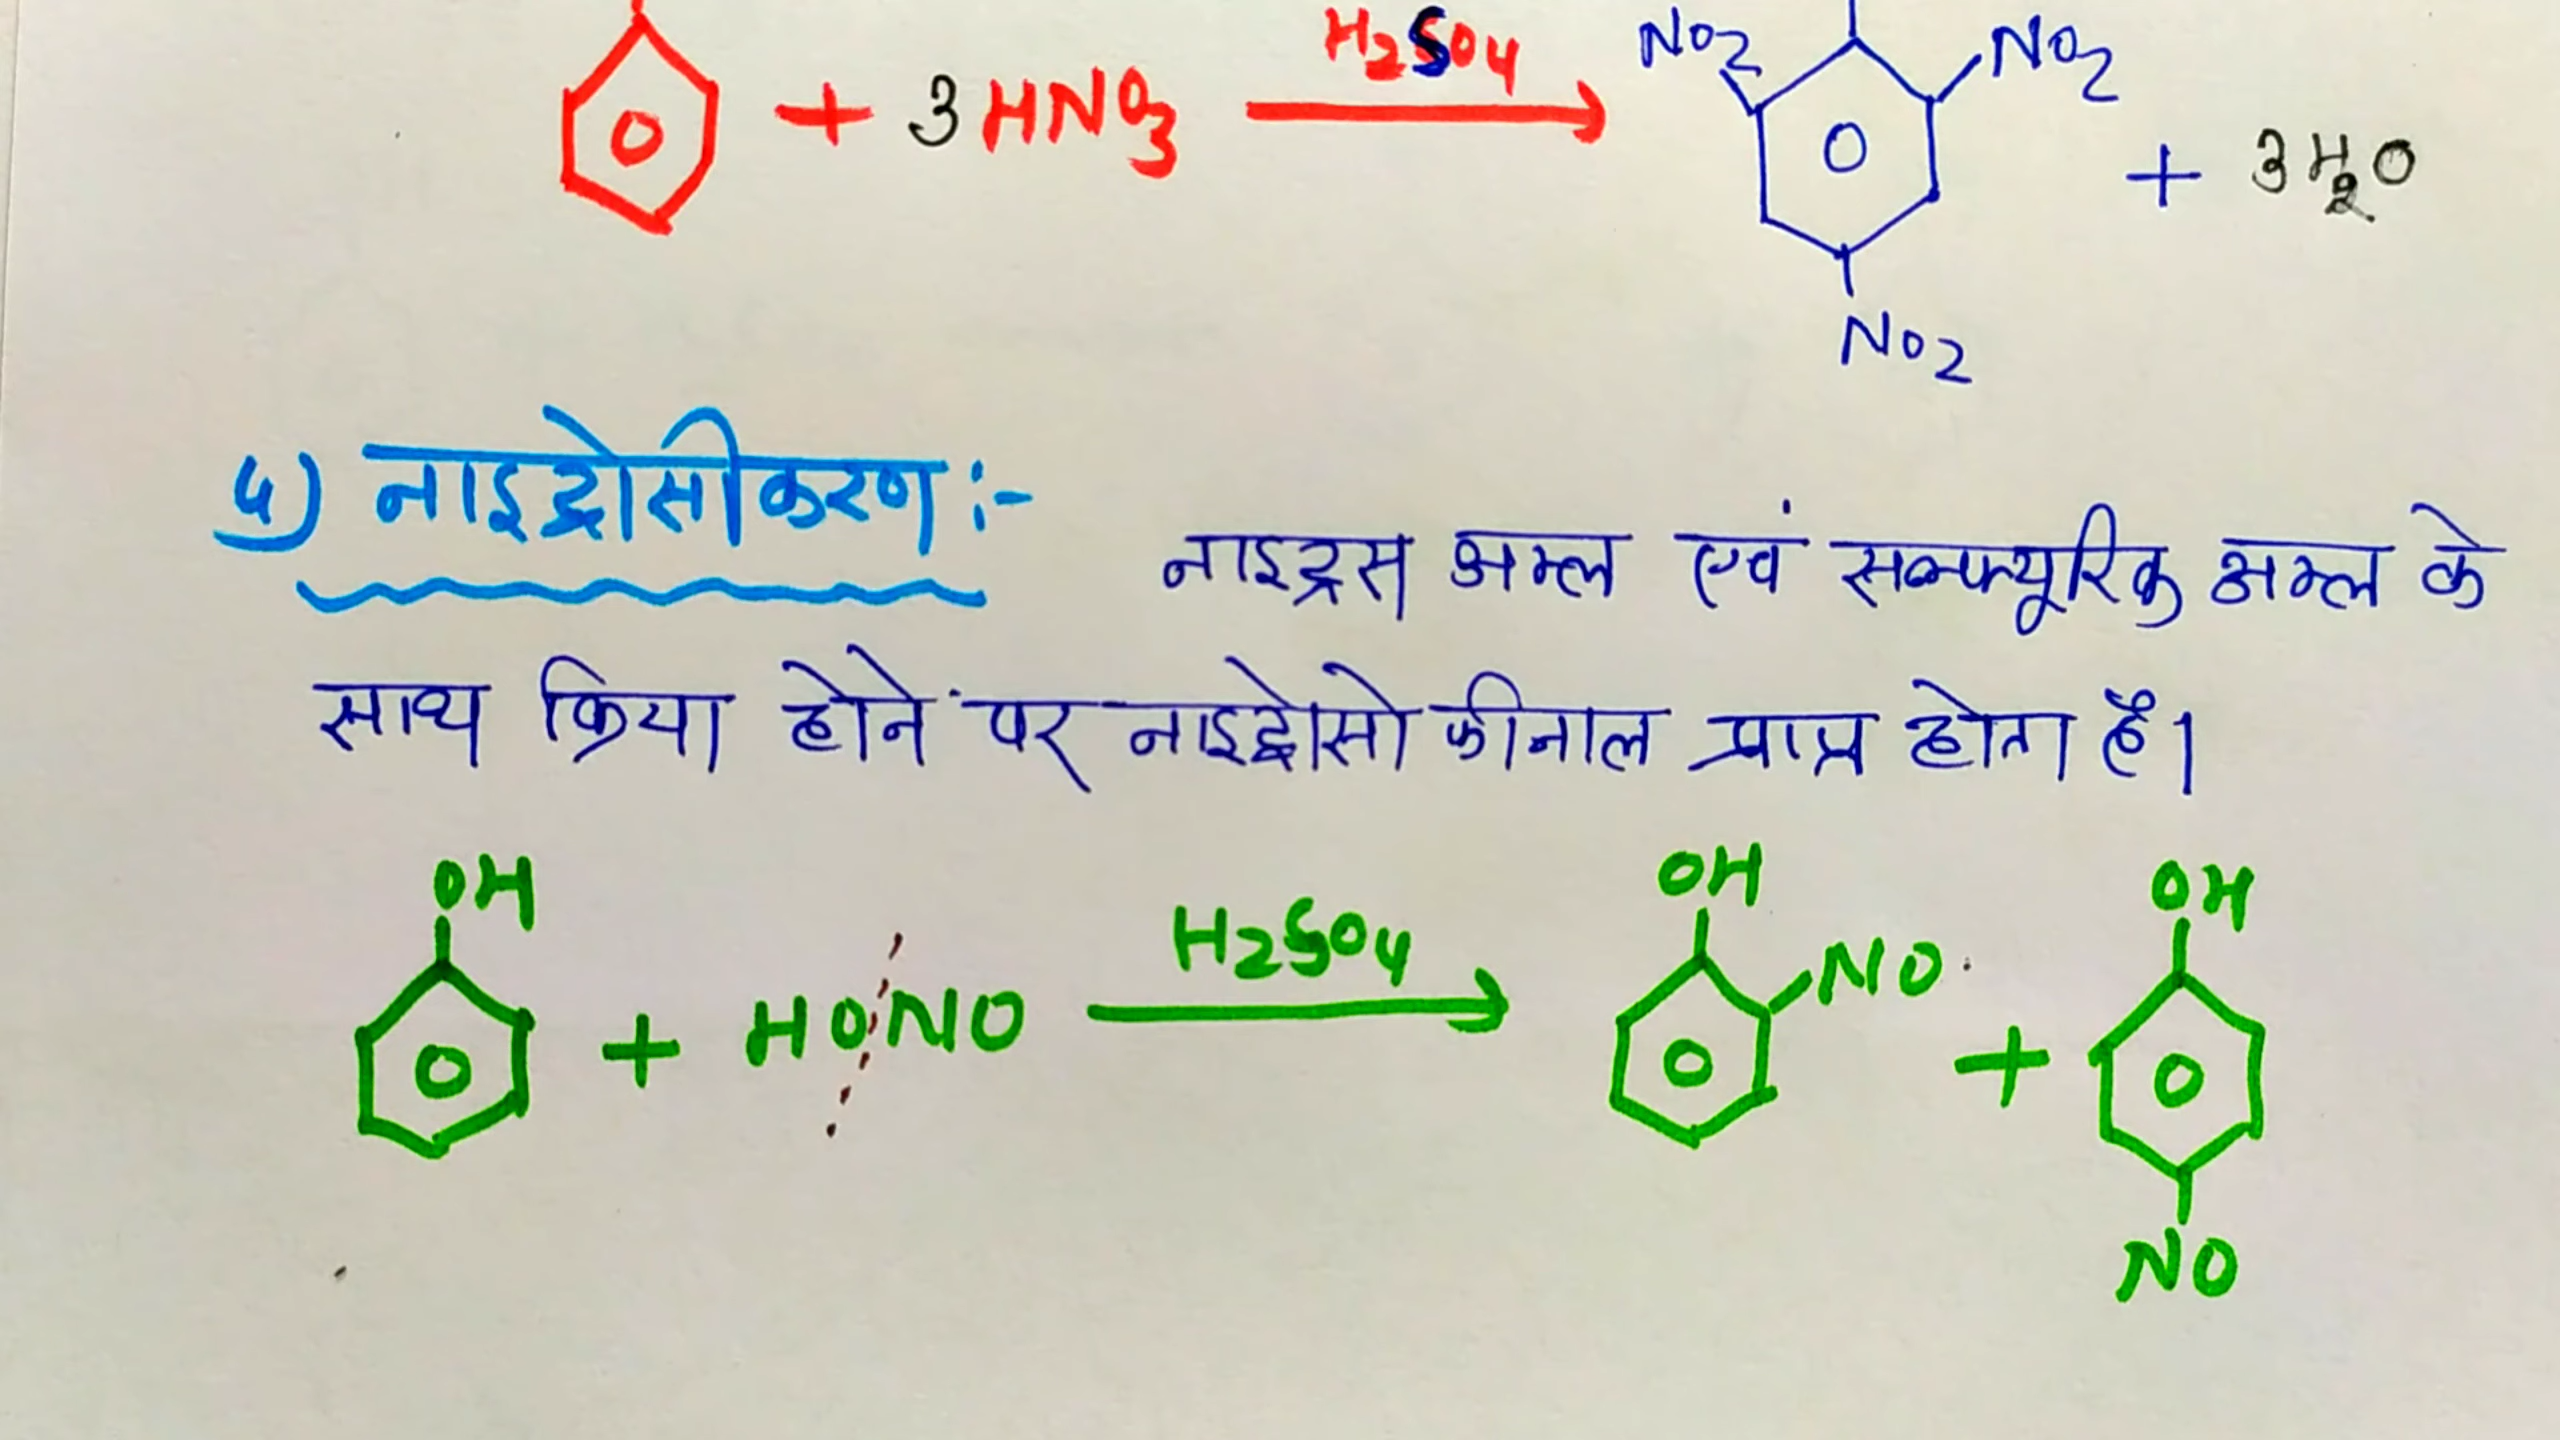 NO2 NO2
+ 3HNO3 H2SO4 + 3H2O
NO2
५) नाइट्रोसीकरण :-
नाइट्रस अम्ल एवं सल्फ्यूरिक अम्ल के
साथ क्रिया होने पर नाइट्रोसो फीनाल प्राप्त होता है।
OH OH OH
+ HONO H2SO4 NO + NO